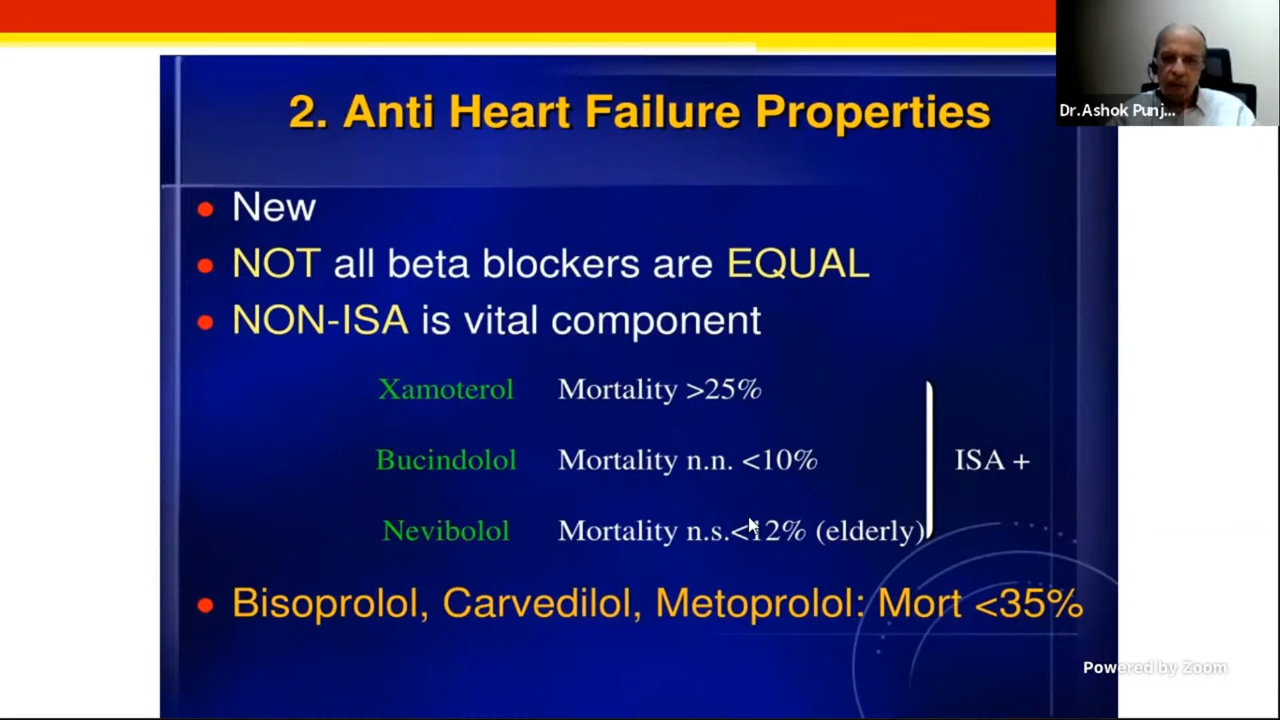 Dr.Ashok Punj...
2. Anti Heart Failure Properties
New
NOT all beta blockers are EQUAL
NON-ISA is vital component
Xamoterol Mortality >25%
Bucindolol Mortality n.n. <10%
ISA +
Nevibolol Mortality n.s.<12% (elderly)
Bisoprolol, Carvedilol, Metoprolol: Mort <35%
Powered by Zoom